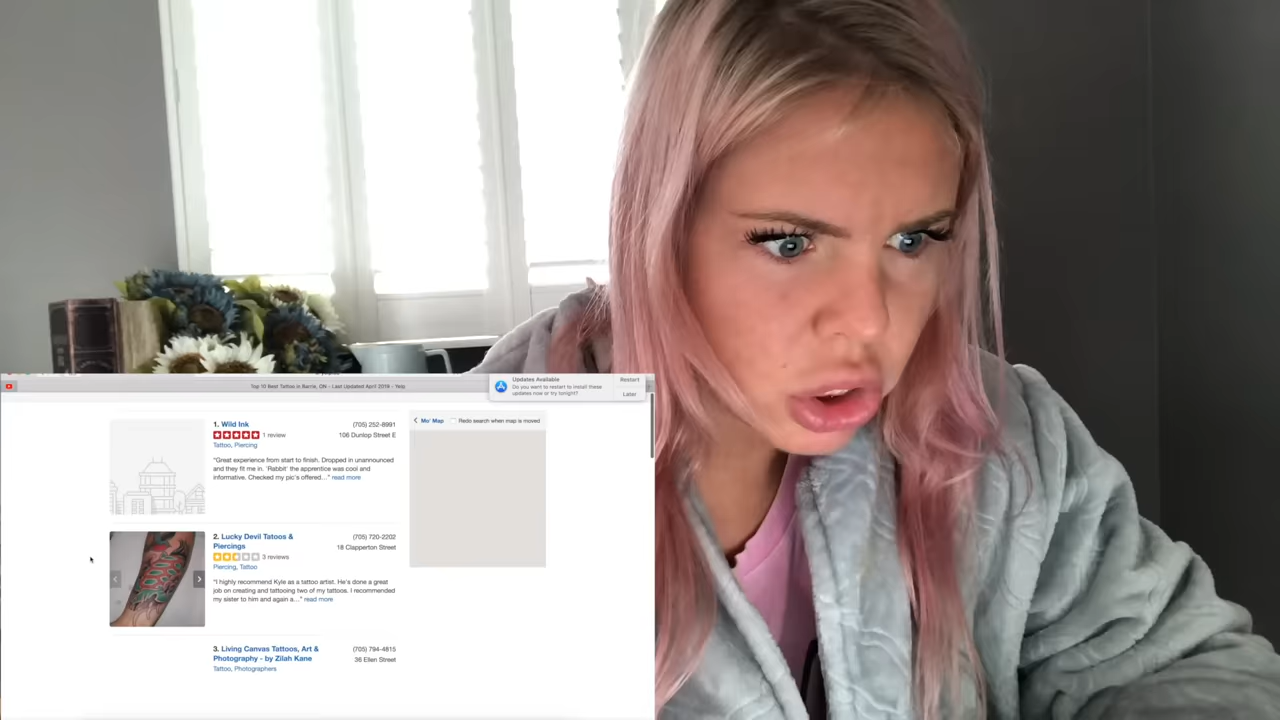 Top 10 Best Tattoo in Barrie, ON - Last Updated April 2019 - Yelp
Updates Available
Do you want to restart to install these
updates now or try tonight?
Restart
Later
1. Wild Ink
1 review
Tattoo, Piercing
(705) 252-8991
106 Dunlop Street E
"Great experience from start to finish. Dropped in unannounced
and they fit me in. 'Rabbit' the apprentice was cool and
informative. Checked my pic's offered..." read more
Mo' Map
Redo search when map is moved
2. Lucky Devil Tatoos &
Piercings
3 reviews
Piercing, Tattoo
(705) 720-2202
18 Clapperton Street
"I highly recommend Kyle as a tattoo artist. He's done a great
job on creating and tattooing two of my tattoos. I recommended
my sister to him and again a..." read more
3. Living Canvas Tattoos, Art &
Photography - by Zilah Kane
Tattoo, Photographers
(705) 794-4815
36 Ellen Street